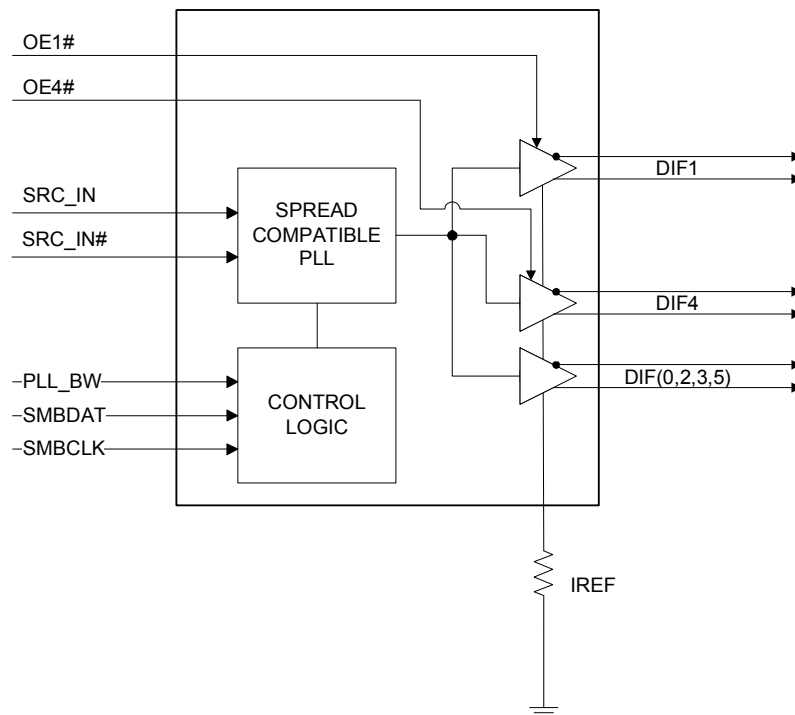 OE1#
OE4#
SRC_IN
SRC_IN#
SPREAD
COMPATIBLE
PLL
DIF1
DIF4
DIF(0,2,3,5)
PLL_BW
SMBDAT
SMBCLK
CONTROL
LOGIC
IREF